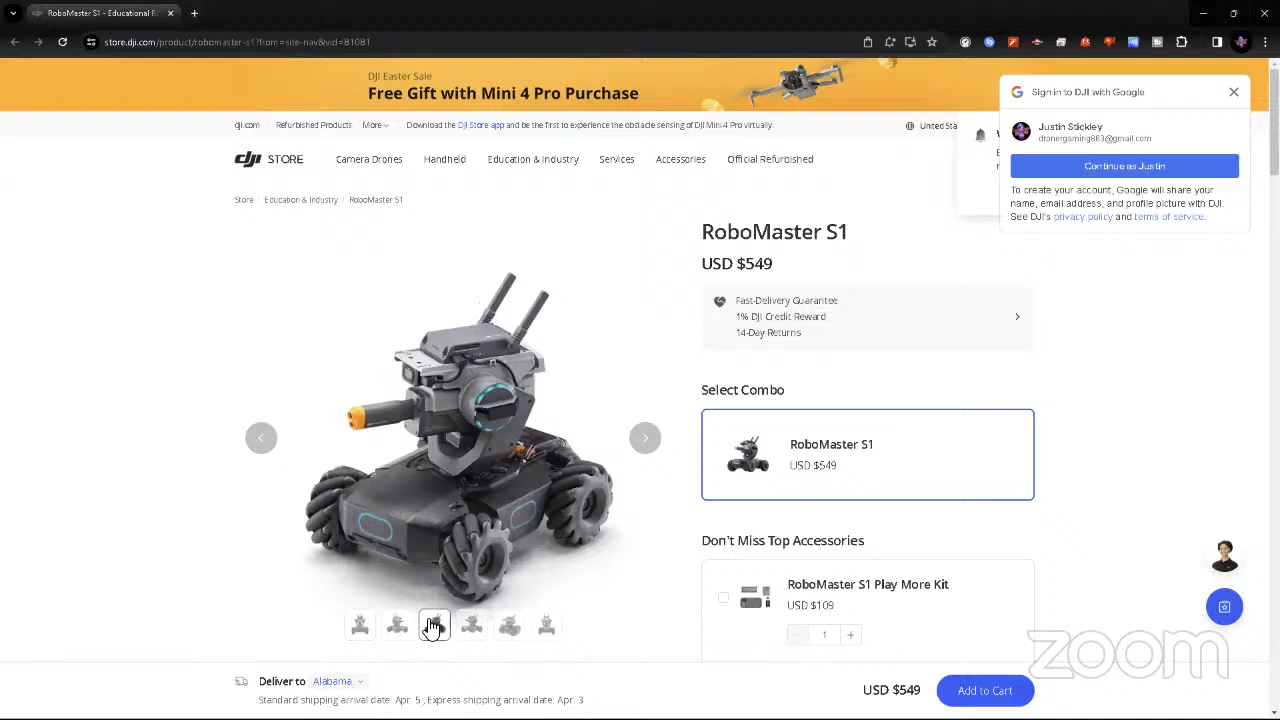 RoboMaster S1 - Educational R
store.dji.com/product/robomaster-s1?from=site-nav&vid=81081
DJI Easter Sale
Free Gift with Mini 4 Pro Purchase
dji.com Refurbished Products More Download the DJI Store app and be the first to experience the obstacle sensing of DJI Mini 4 Pro virtually. United Sta
dji STORE Camera Drones Handheld Education & Industry Services Accessories Official Refurbished
Sign in to DJI with Google
Justin Stickley
dronergaming863@gmail.com
Continue as Justin
To create your account, Google will share your
name, email address, and profile picture with DJI.
See DJI's privacy policy and terms of service.
Store / Education & Industry / RoboMaster S1
RoboMaster S1
USD $549
Fast-Delivery Guarantee
1% DJI Credit Reward
14-Day Returns
Select Combo
RoboMaster S1
USD $549
Don't Miss Top Accessories
RoboMaster S1 Play More Kit
USD $109
- 1 +
Deliver to Alabama
Standard shipping arrival date: Apr. 5 , Express shipping arrival date: Apr. 3
USD $549
Add to Cart
zoom